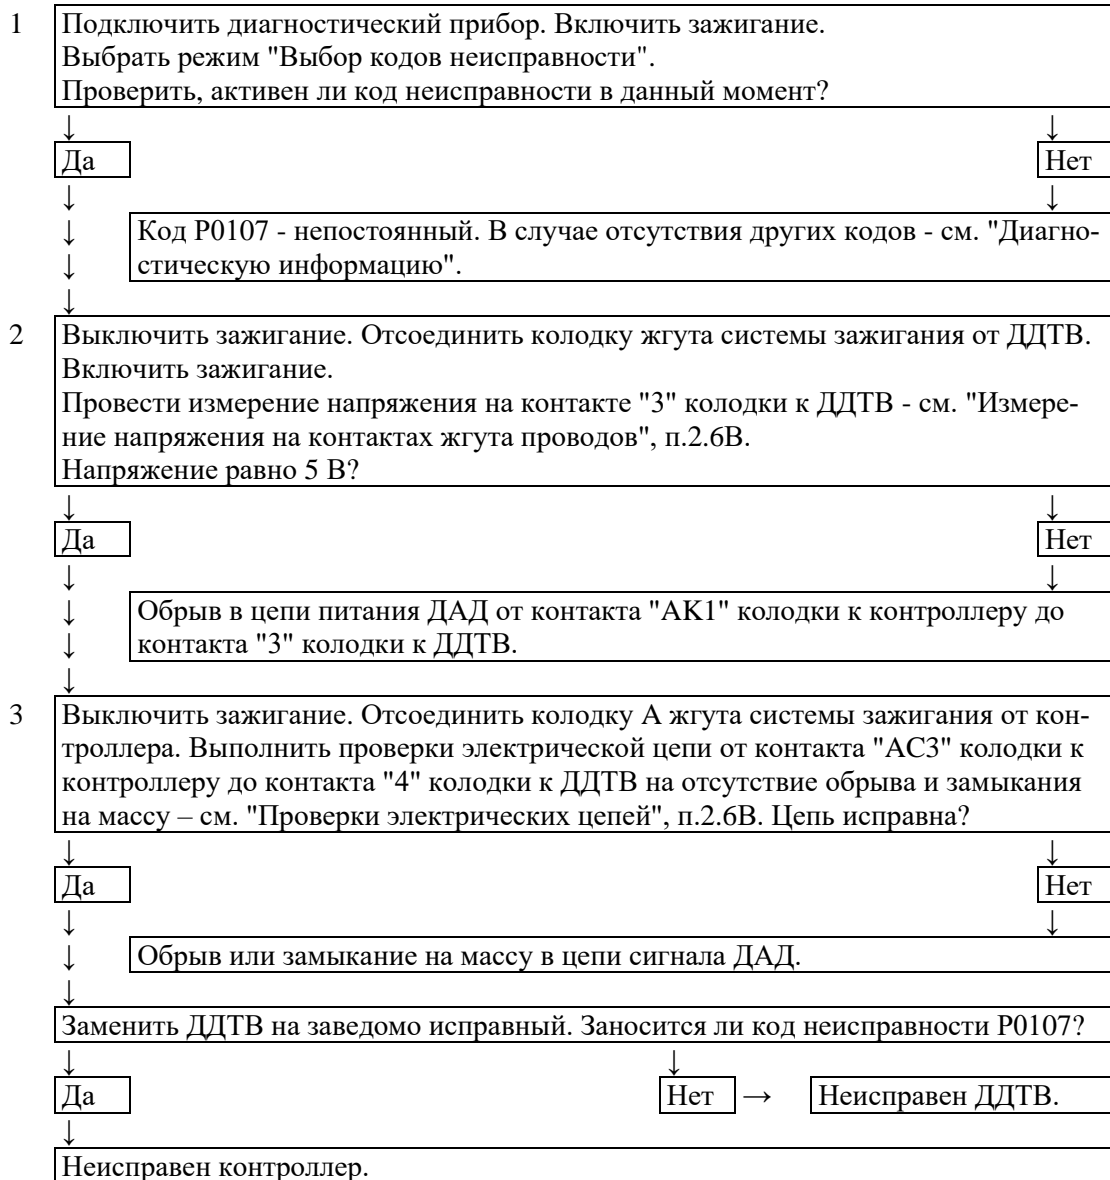 1 Подключить диагностический прибор. Включить зажигание.
Выбрать режим "Выбор кодов неисправности".
Проверить, активен ли код неисправности в данный момент?
↓ ↓
Да Нет
↓ ↓
↓ Код P0107 - непостоянный. В случае отсутствия других кодов - см. "Диагно-
↓ стическую информацию".
↓
2 Выключить зажигание. Отсоединить колодку жгута системы зажигания от ДДТВ.
Включить зажигание.
Провести измерение напряжения на контакте "3" колодки к ДДТВ - см. "Измере-
ние напряжения на контактах жгута проводов", п.2.6В.
Напряжение равно 5 В?
↓ ↓
Да Нет
↓ ↓
↓ Обрыв в цепи питания ДАД от контакта "АК1" колодки к контроллеру до
↓ контакта "3" колодки к ДДТВ.
↓
3 Выключить зажигание. Отсоединить колодку А жгута системы зажигания от кон-
троллера. Выполнить проверки электрической цепи от контакта "АС3" колодки к
контроллеру до контакта "4" колодки к ДДТВ на отсутствие обрыва и замыкания
на массу – см. "Проверки электрических цепей", п.2.6В. Цепь исправна?
↓ ↓
Да Нет
↓ ↓
↓ Обрыв или замыкание на массу в цепи сигнала ДАД.
↓
Заменить ДДТВ на заведомо исправный. Заносится ли код неисправности P0107?
↓ ↓
Да Нет → Неисправен ДДТВ.
↓
Неисправен контроллер.